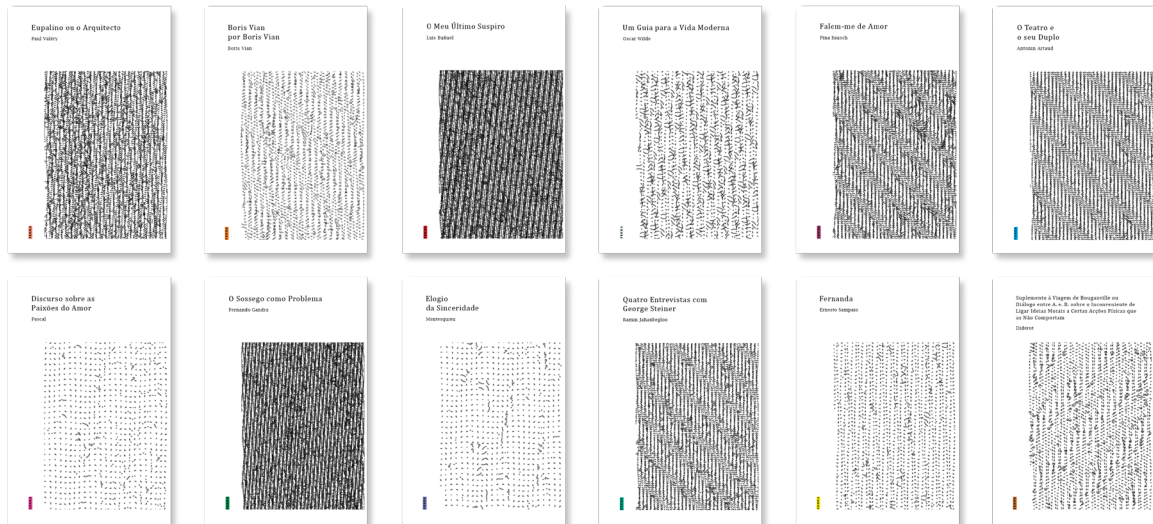 Eupalino ou o Arquitecto
Paul Valéry
Boris Vian
por Boris Vian
Boris Vian
O Meu Último Suspiro
Luis Buñuel
Um Guia para a Vida Moderna
Oscar Wilde
Falem-me de Amor
Pina Bausch
O Teatro e
o seu Duplo
Antonin Artaud
Discurso sobre as
Paixões do Amor
Pascal
O Sossego como Problema
Fernando Gandra
Elogio
da Sinceridade
Montesquieu
Quatro Entrevistas com
George Steiner
Ramin Jahanbegloo
Fernanda
Ernesto Sampaio
Suplemento à Viagem de Bougainville ou
Diálogo entre A. e B. sobre o Inconveniente de
Ligar Ideias Morais a Certas Acções Físicas que
as Não Comportam
Diderot